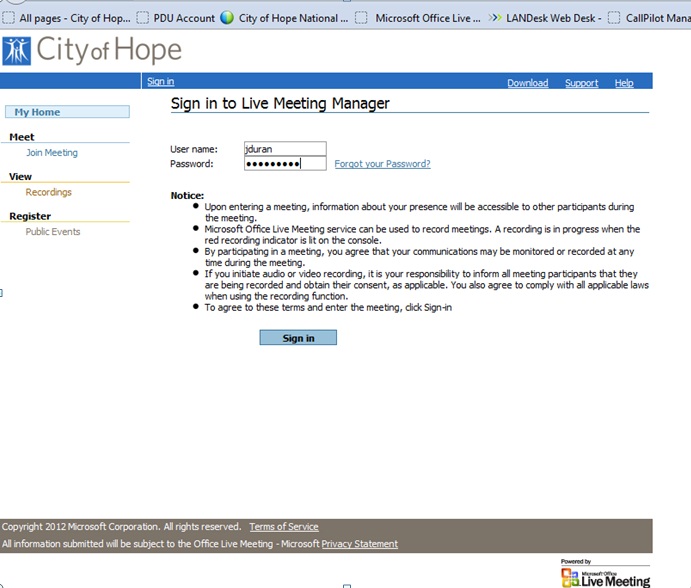 All pages - City of Hop... PDU Account City of Hope National ... Microsoft Office Live ... LANDesk Web Desk - CallPilot Mana
City of Hope
Sign in Download Support Help
My Home
Sign in to Live Meeting Manager
Meet
Join Meeting
View
Recordings
Register
Public Events
User name: jduran
Password: ●●●●●●●●● Forgot your Password?
Notice:
● Upon entering a meeting, information about your presence will be accessible to other participants during
the meeting.
● Microsoft Office Live Meeting service can be used to record meetings. A recording is in progress when the
red recording indicator is lit on the console.
● By participating in a meeting, you agree that your communications may be monitored or recorded at any
time during the meeting.
● If you initiate audio or video recording, it is your responsibility to inform all meeting participants that they
are being recorded and obtain their consent, as applicable. You also agree to comply with all applicable laws
when using the recording function.
● To agree to these terms and enter the meeting, click Sign-in
Sign in
Copyright 2012 Microsoft Corporation. All rights reserved. Terms of Service
All information submitted will be subject to the Office Live Meeting - Microsoft Privacy Statement
Powered by
Microsoft Office
Live Meeting